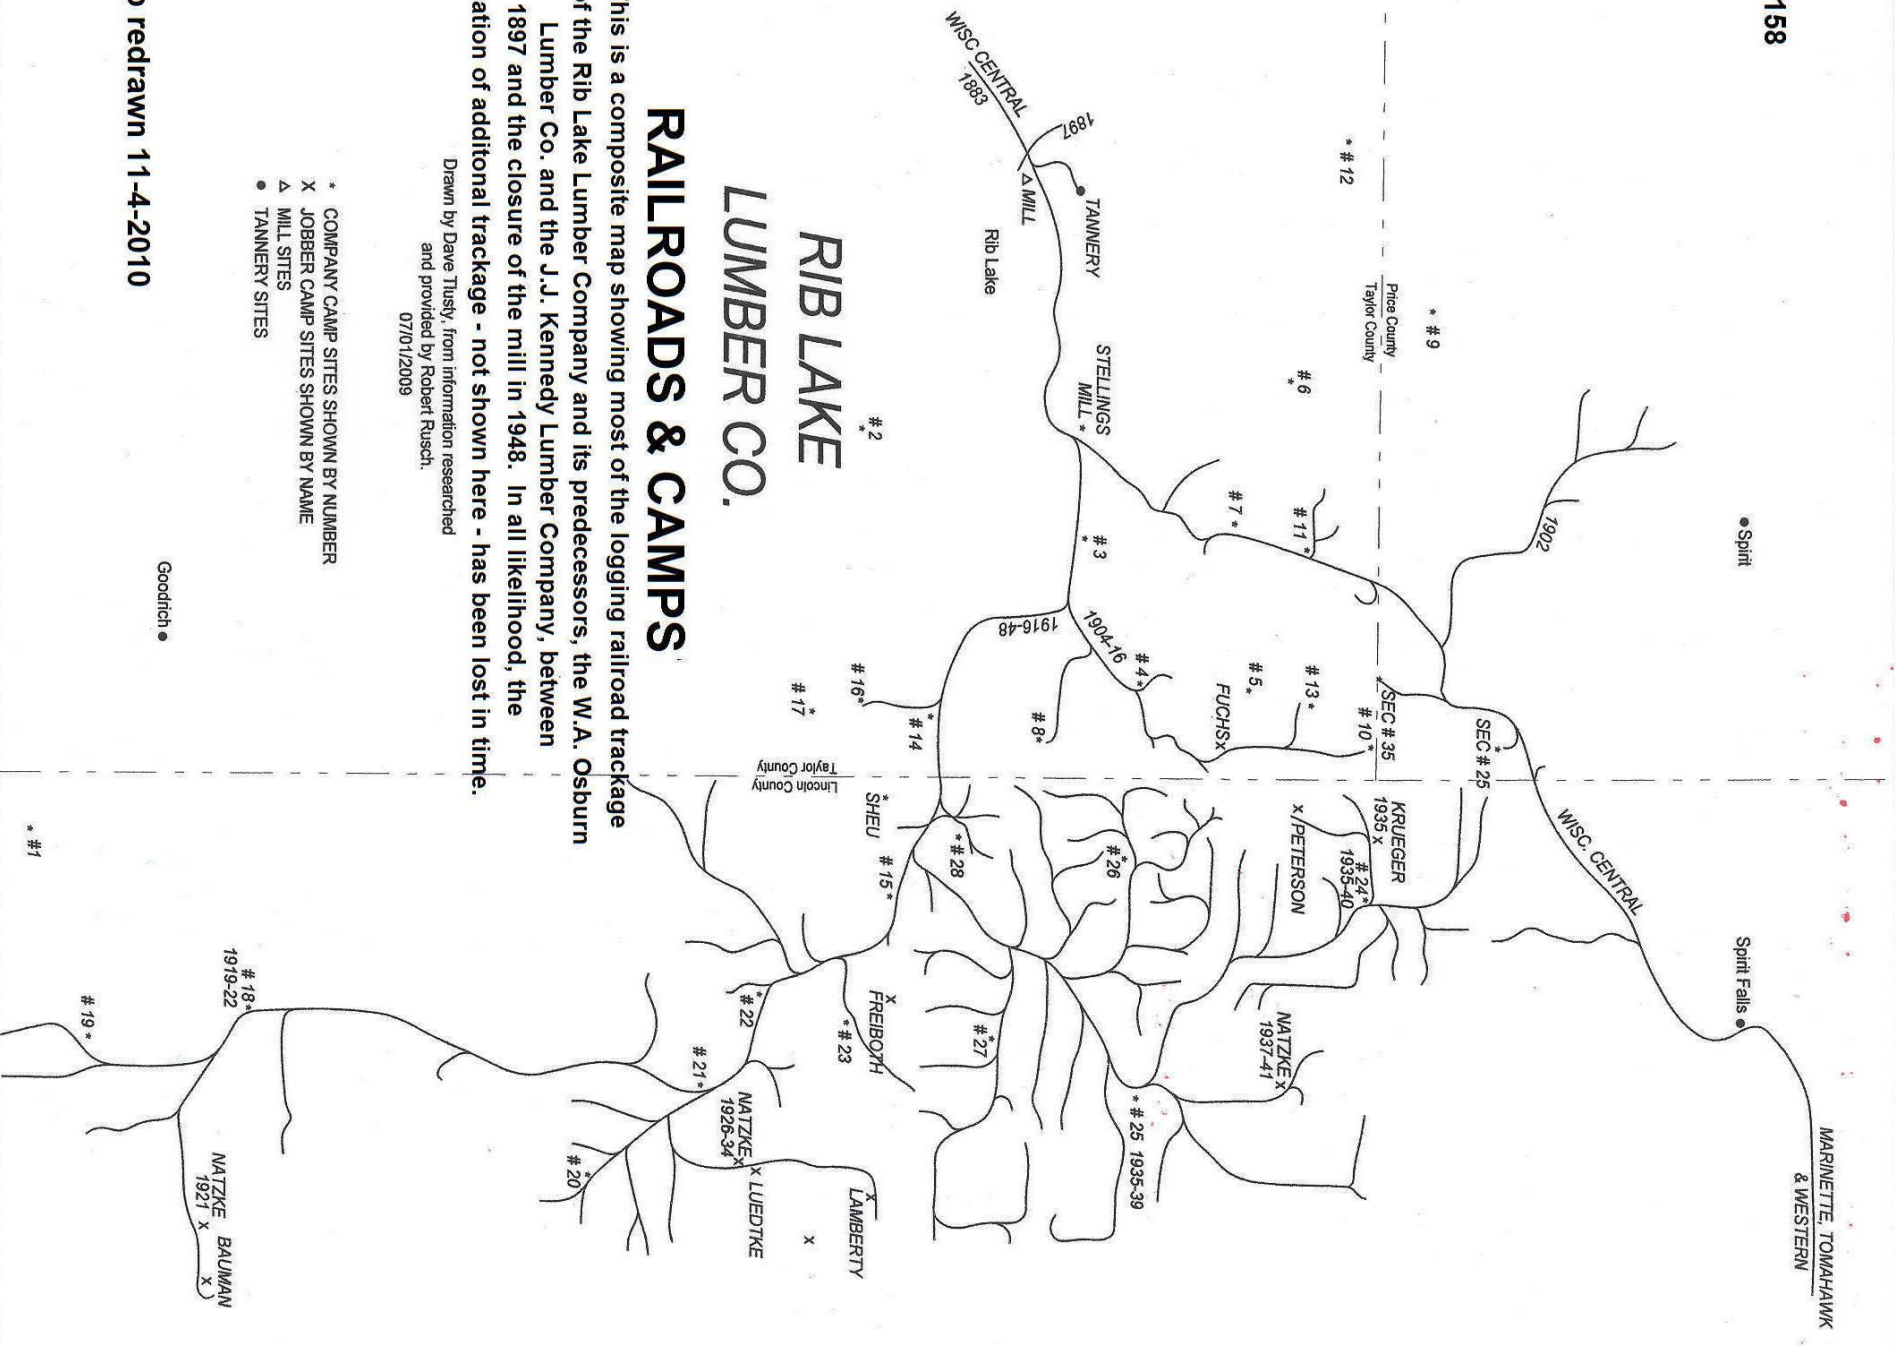 158
WISC CENTRAL
1883
1897
MILL
TANNERY
Rib Lake
* # 12
* # 9
Price County
Taylor County
# 6
*
STELLINGS
MILL *
# 2
*
# 7 *
# 11 *
1902
Spirit
# 3
*
1916-48
1904-16
# 4 *
# 5 *
# 13 *
FUCHS x
SEC # 35
# 10 *
SEC # 25
*
# 8 *
# 16 *
# 17
*
# 14
*
Taylor County
Lincoln County
RIB LAKE
LUMBER CO.
RAILROADS & CAMPS
his is a composite map showing most of the logging railroad trackage
of the Rib Lake Lumber Company and its predecessors, the W.A. Osburn
Lumber Co. and the J.J. Kennedy Lumber Company, between
1897 and the closure of the mill in 1948. In all likelihood, the
ation of additonal trackage - not shown here - has been lost in time.
Drawn by Dave Tlusty, from information researched
and provided by Robert Rusch.
07/01/2009
* COMPANY CAMP SITES SHOWN BY NUMBER
X JOBBER CAMP SITES SHOWN BY NAME
△ MILL SITES
● TANNERY SITES
redrawn 11-4-2010
Goodrich
WISC. CENTRAL
Spirit Falls
MARINETTE, TOMAHAWK
& WESTERN
KRUEGER
1935 x
# 24 *
1935-40
x PETERSON
# 26
*
* # 28
SHEU
*
# 15 *
NATZKE x
1937-41
* # 25 1935-39
# 27
*
x
FREIBOTH
* # 23
# 22
*
# 21 *
NATZKE x
1926-34
x LUEDTKE
LAMBERTY
x
x
# 20
*
# 18 *
1919-22
# 19 *
* #1
NATZKE
1921 x
BAUMAN
x